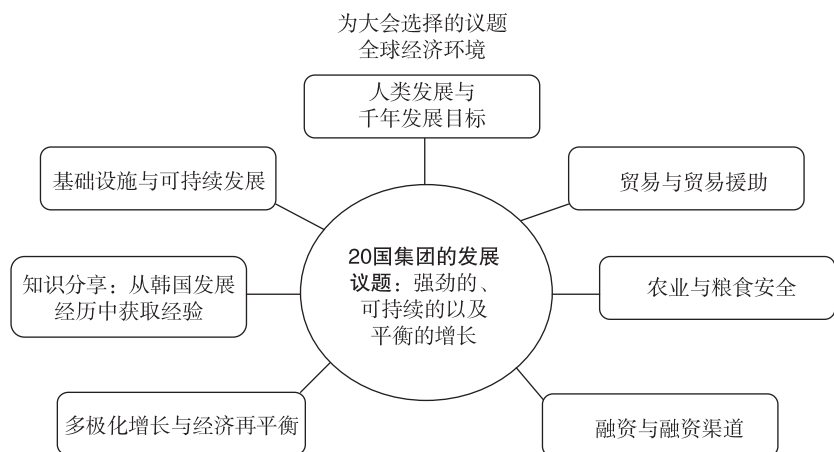 为大会选择的议题
全球经济环境
人类发展与
千年发展目标
基础设施与可持续发展
贸易与贸易援助
20国集团的发展
议题：强劲的、
可持续的以及
平衡的增长
知识分享：从韩国发展
经历中获取经验
农业与粮食安全
多极化增长与经济再平衡
融资与融资渠道